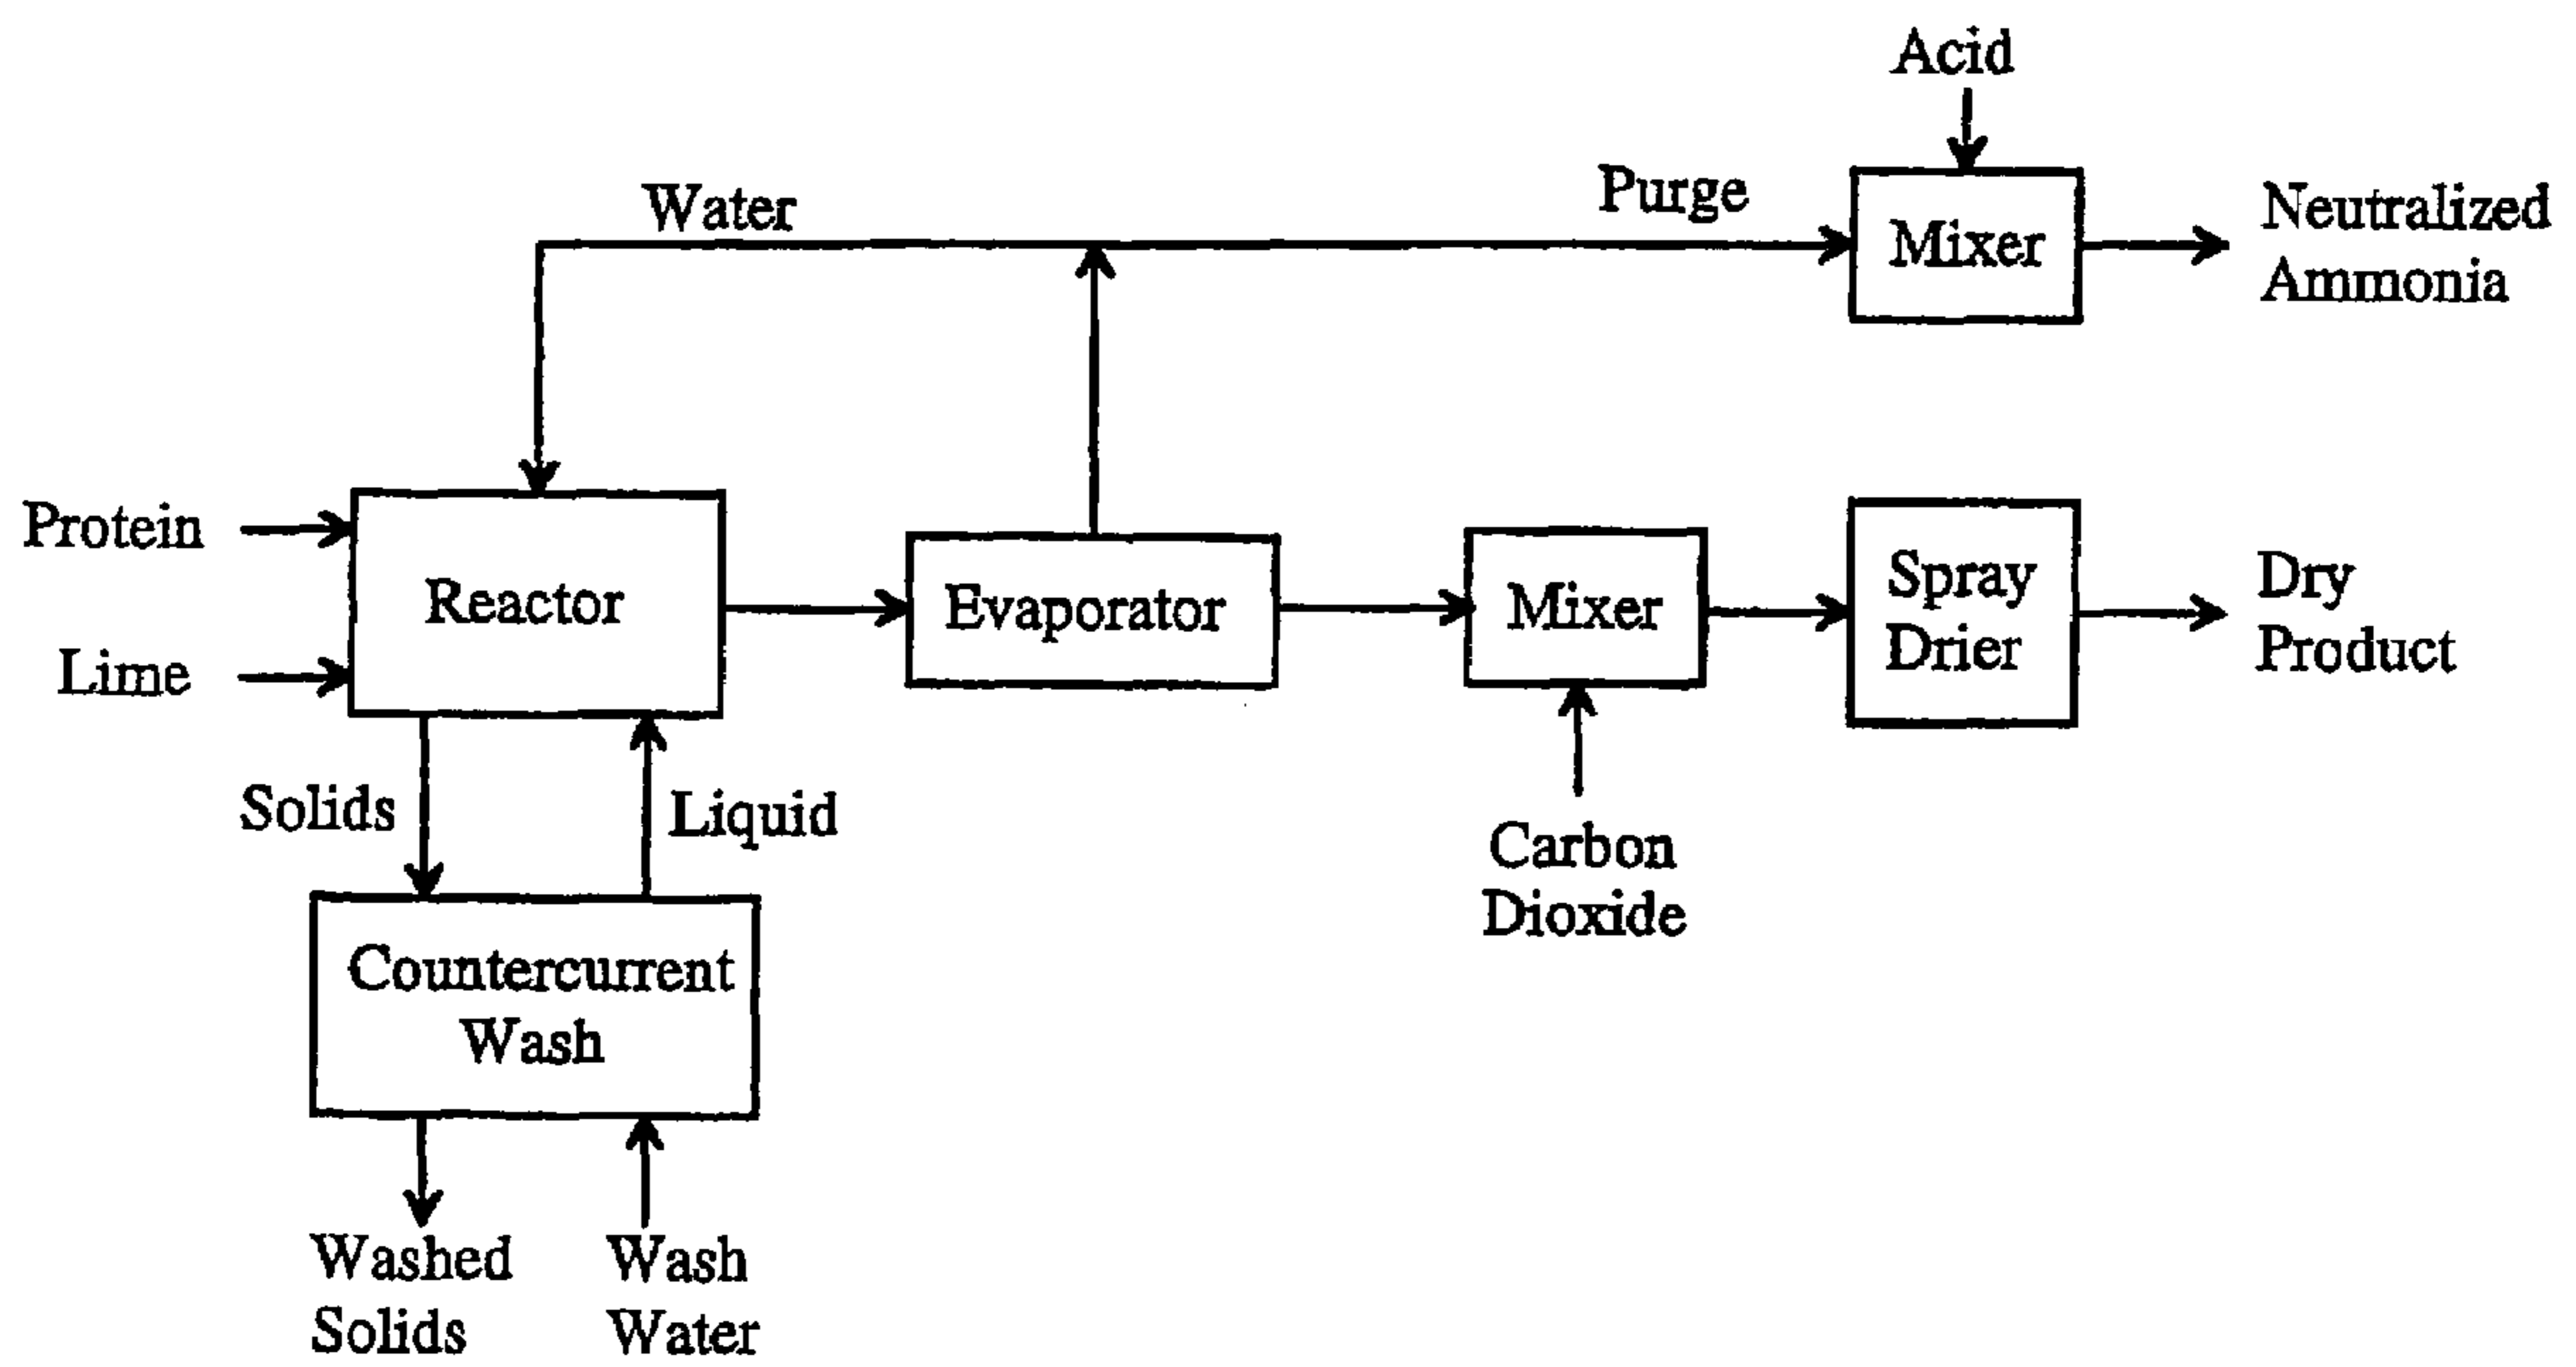 Acid
Water
Purge
Mixer
Neutralized
Ammonia
Protein
Lime
Reactor
Evaporator
Mixer
Spray
Drier
Dry
Product
Solids
Liquid
Carbon
Dioxide
Countercurrent
Wash
Washed
Solids
Wash
Water